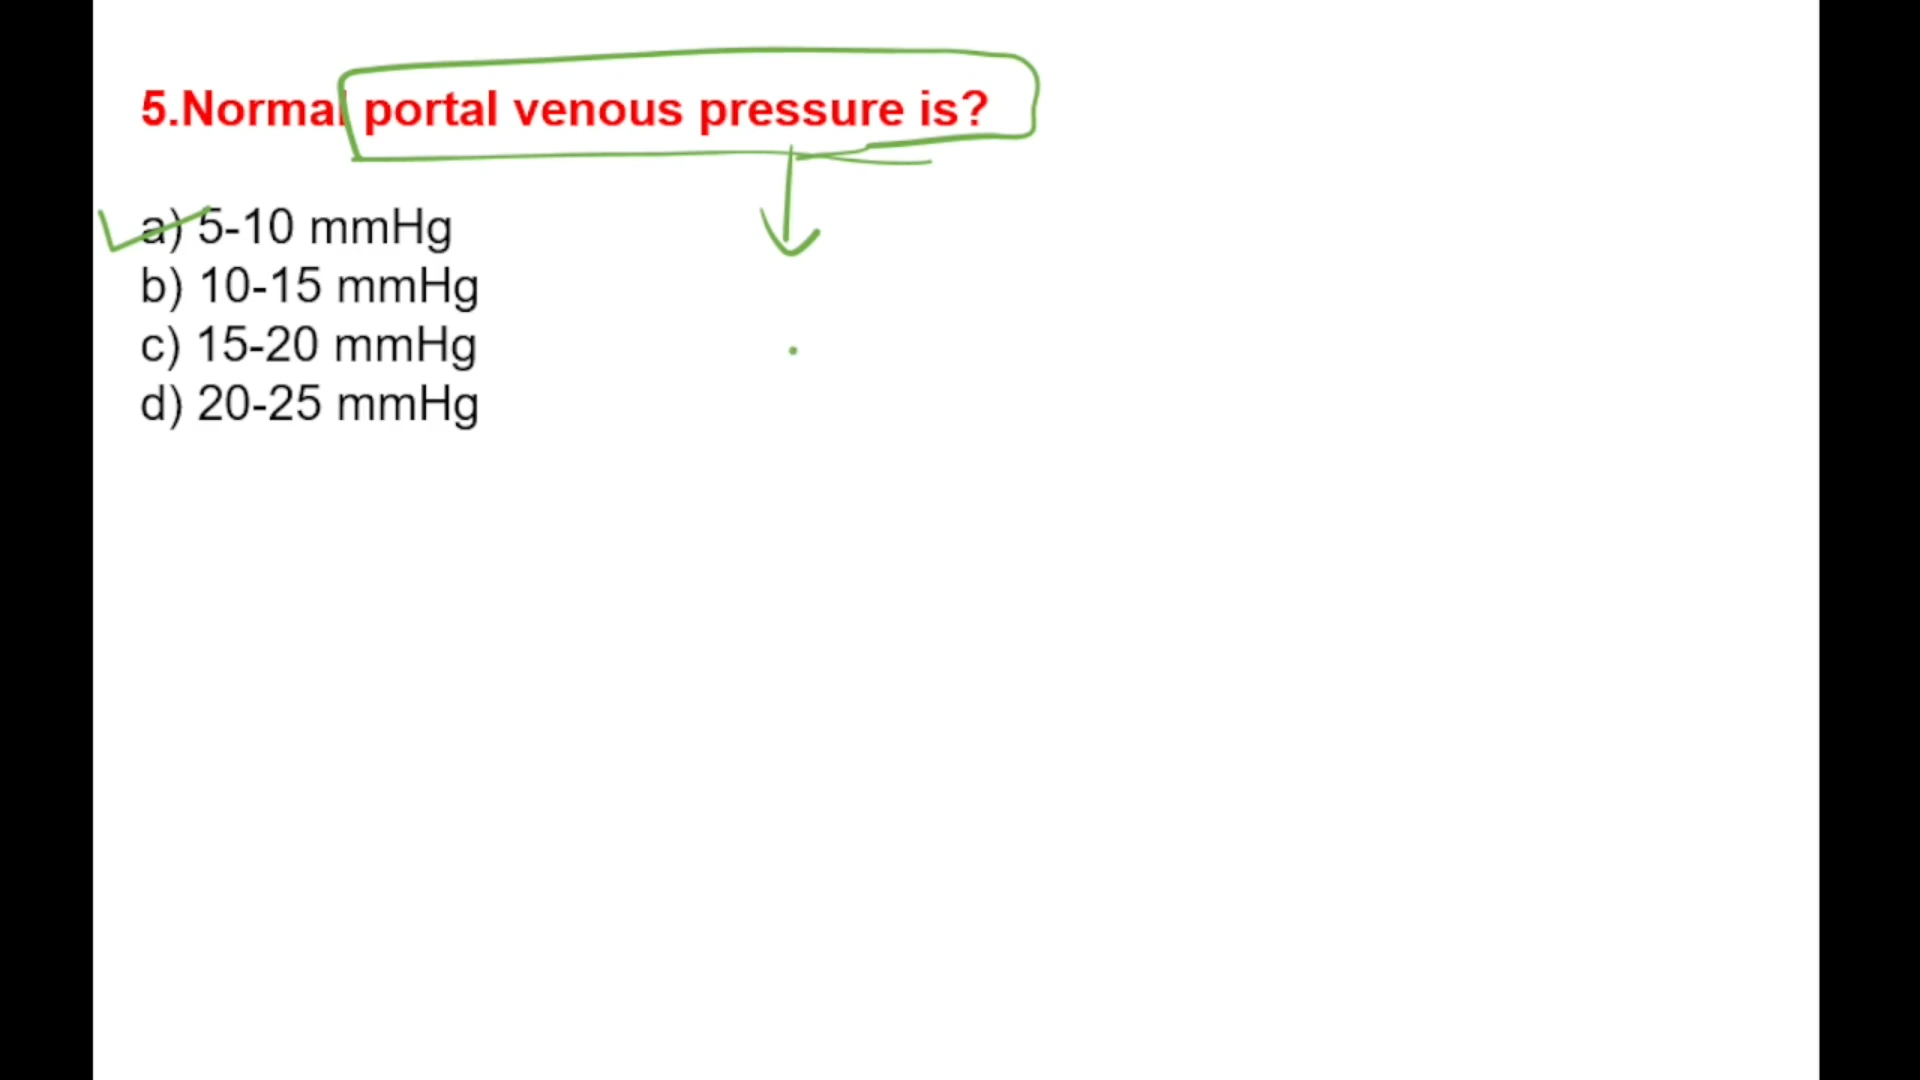 5.Normal portal venous pressure is?
a) 5-10 mmHg
b) 10-15 mmHg
c) 15-20 mmHg
d) 20-25 mmHg